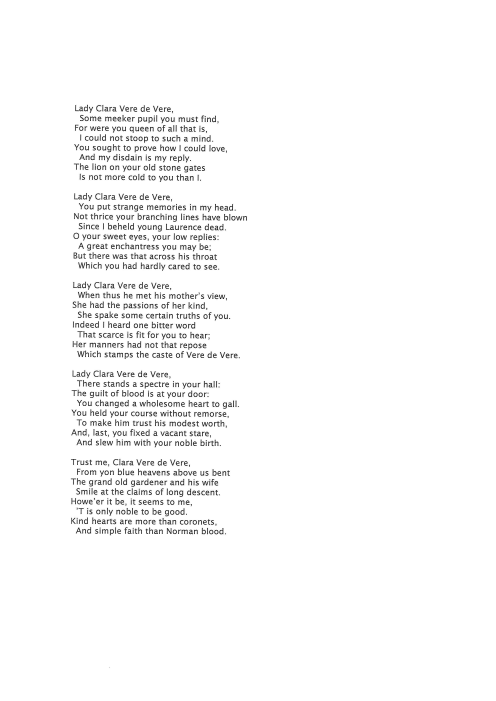 Lady Clara Vere de Vere,
Some meeker pupil you must find,
For were you queen of all that is,
I could not stoop to such a mind.
You sought to prove how I could love,
And my disdain is my reply.
The lion on your old stone gates
Is not more cold to you than I.

Lady Clara Vere de Vere,
You put strange memories in my head.
Not thrice your branching lines have blown
Since I beheld young Laurence dead.
O your sweet eyes, your low replies:
A great enchantress you may be;
But there was that across his throat
Which you had hardly cared to see.

Lady Clara Vere de Vere,
When thus he met his mother's view,
She had the passions of her kind,
She spake some certain truths of you.
Indeed I heard one bitter word
That scarce is fit for you to hear;
Her manners had not that repose
Which stamps the caste of Vere de Vere.

Lady Clara Vere de Vere,
There stands a spectre in your hall:
The guilt of blood is at your door:
You changed a wholesome heart to gall.
You held your course without remorse,
To make him trust his modest worth,
And, last, you fixed a vacant stare,
And slew him with your noble birth.

Trust me, Clara Vere de Vere,
From yon blue heavens above us bent
The grand old gardener and his wife
Smile at the claims of long descent.
Howe'er it be, it seems to me,
'T is only noble to be good.
Kind hearts are more than coronets,
And simple faith than Norman blood.